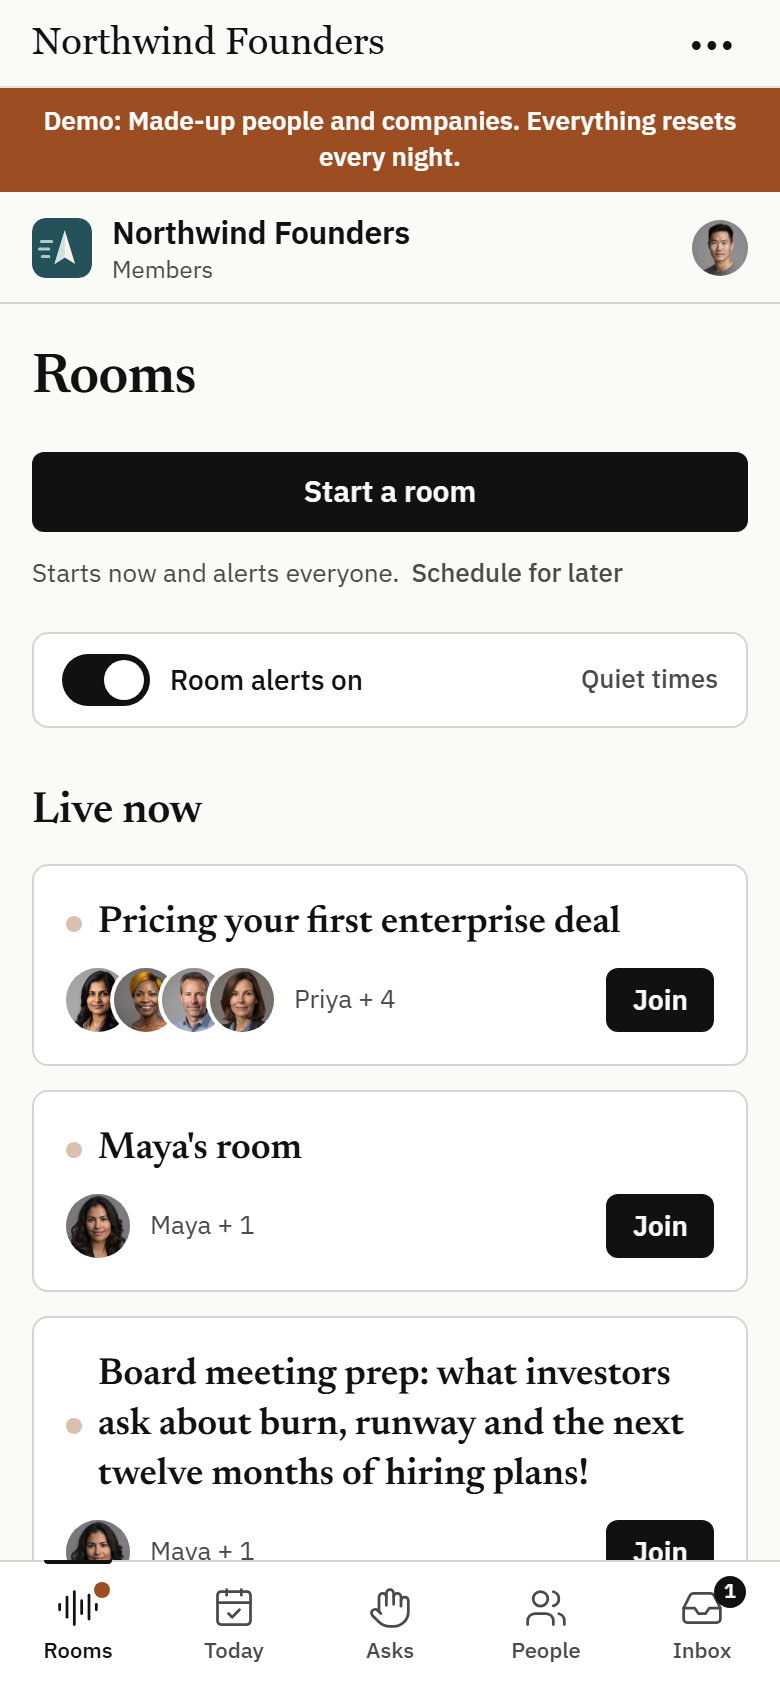 Northwind Founders
Demo: Made-up people and companies. Everything resets
every night.
Northwind Founders
Members
Rooms
Start a room
Starts now and alerts everyone. Schedule for later
Room alerts on
Quiet times
Live now
Pricing your first enterprise deal
Priya + 4
Join
Maya's room
Maya + 1
Join
Board meeting prep: what investors
ask about burn, runway and the next
twelve months of hiring plans!
Maya + 1
Join
1
Rooms
Today
Asks
People
Inbox